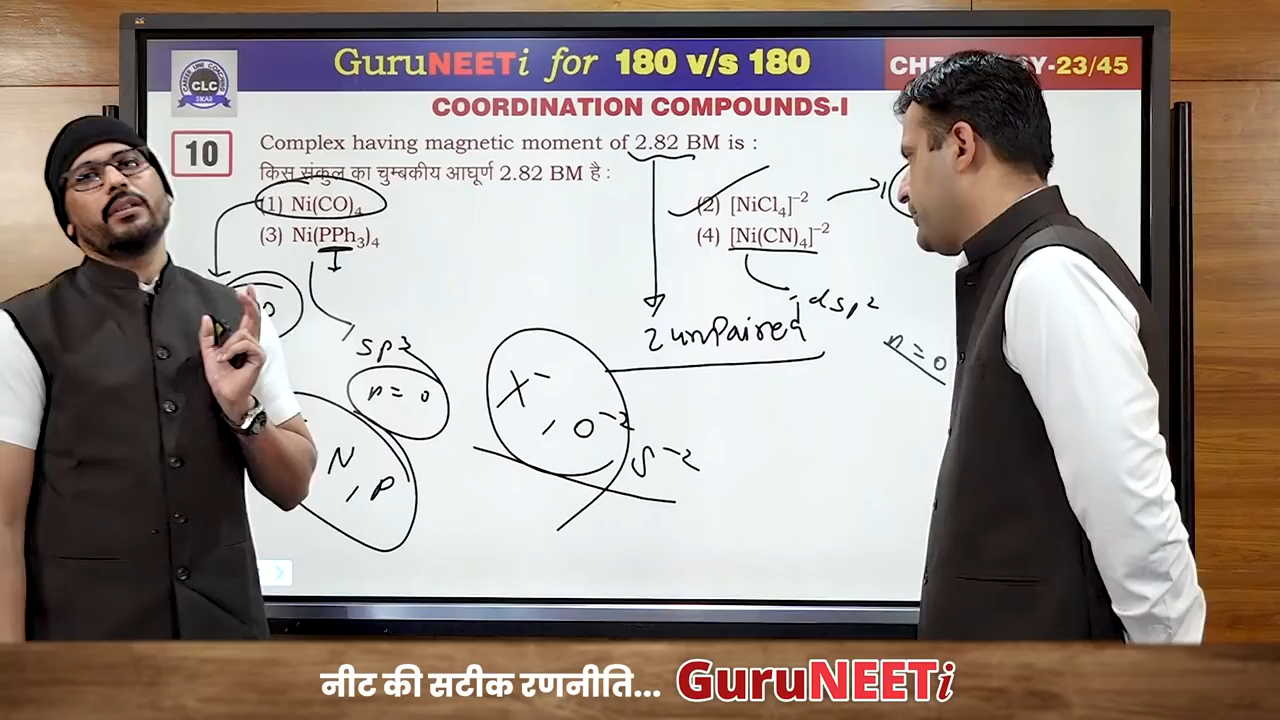 GuruNEETi for 180 v/s 180
-23/45
CLC
SIKAR
COORDINATION COMPOUNDS-I
10
Complex having magnetic moment of 2.82 BM is :
किस संकुल का चुम्बकीय आघूर्ण 2.82 BM है :
(1) Ni(CO)₄
(2) [NiCl₄]⁻²
(3) Ni(PPh₃)₄
(4) [Ni(CN)₄]⁻²
dsp²
2 unpaired
sp³
n = 0
n = 0
X⁻
, O⁻²
S⁻²
N
, P
नीट की सटीक रणनीति... GuruNEETi